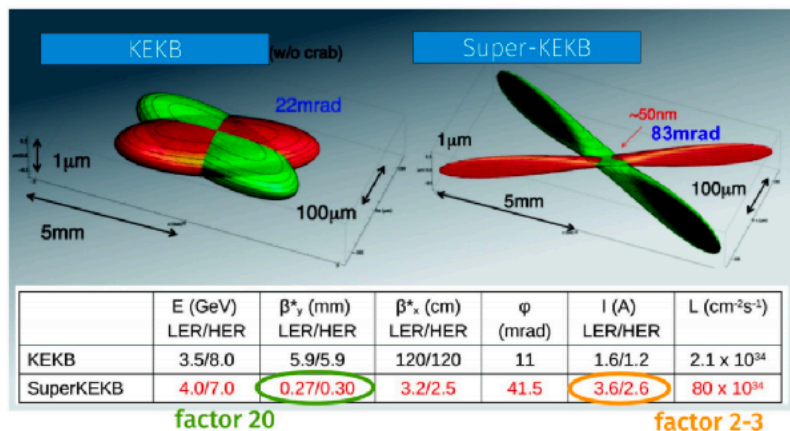 KEKB
(w/o crab)
Super-KEKB
22mrad
1μm
100μm
5mm
~50nm
83mrad
1μm
100μm
5mm
E (GeV) β*y (mm) β*x (cm) φ I (A) L (cm-2s-1)
LER/HER LER/HER LER/HER (mrad) LER/HER
KEKB 3.5/8.0 5.9/5.9 120/120 11 1.6/1.2 2.1 x 10³⁴
SuperKEKB 4.0/7.0 0.27/0.30 3.2/2.5 41.5 3.6/2.6 80 x 10³⁴
factor 20 factor 2-3